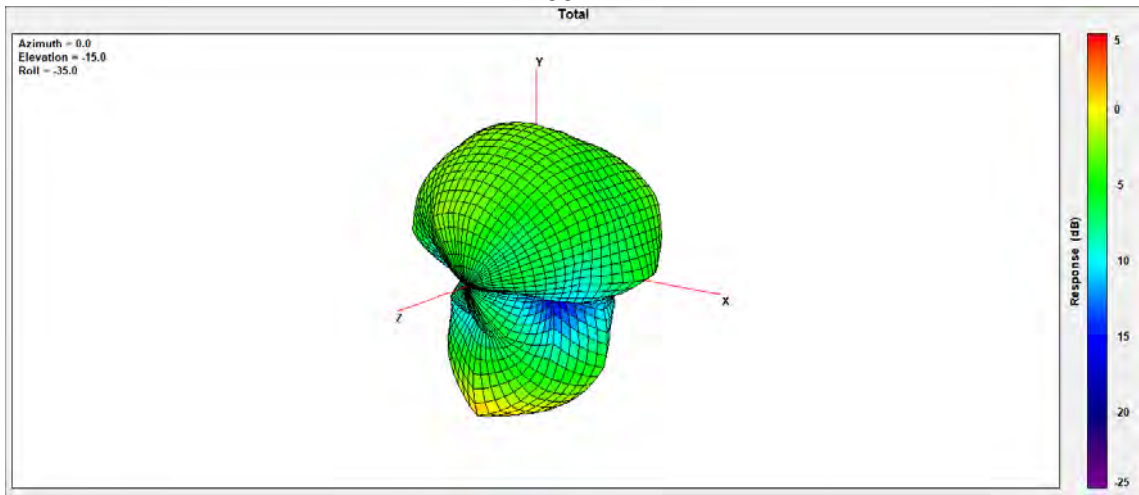 Total
Azimuth = 0.0
Elevation = -15.0
Roll = -35.0
Y
X
Z
5
0
-5
-10
-15
-20
-25
Response (dB)